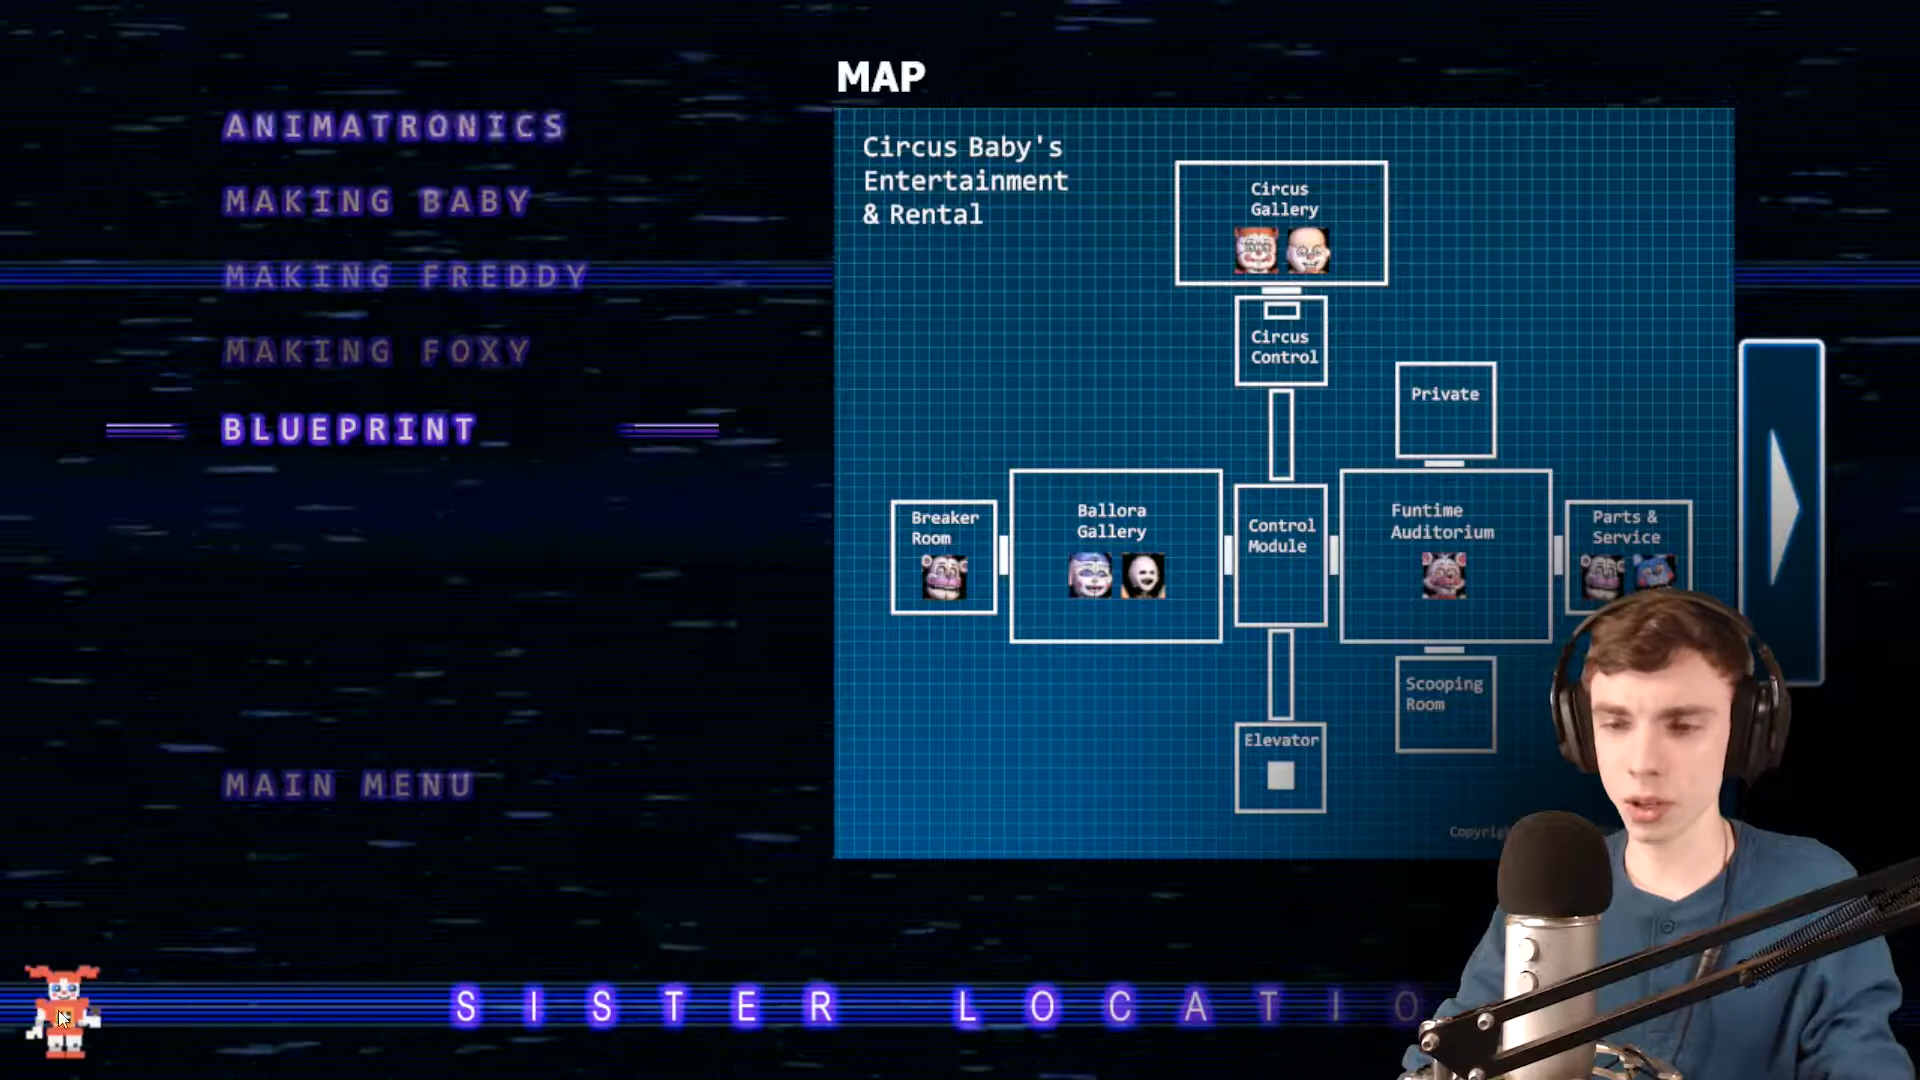 MAP
ANIMATRONICS
MAKING BABY
MAKING FREDDY
MAKING FOXY
BLUEPRINT
MAIN MENU
Circus Baby's
Entertainment
& Rental
Circus
Gallery
Circus
Control
Private
Breaker
Room
Ballora
Gallery
Control
Module
Funtime
Auditorium
Parts &
Service
Scooping
Room
Elevator
SISTER LOCATIO